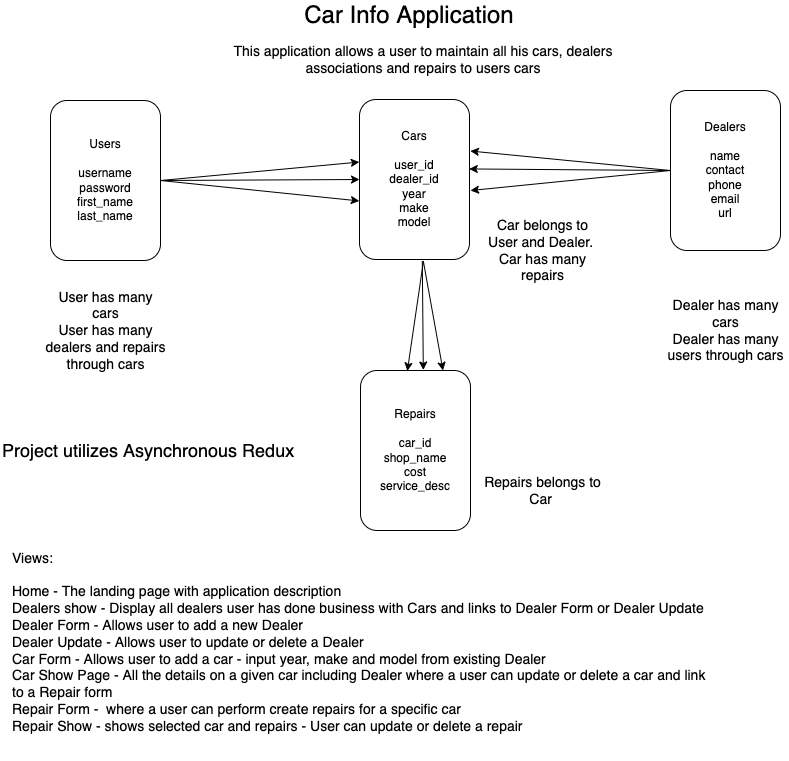 Car Info Application
This application allows a user to maintain all his cars, dealers
associations and repairs to users cars
Users
username
password
first_name
last_name
Cars
user_id
dealer_id
year
make
model
Dealers
name
contact
phone
email
url
Car belongs to
User and Dealer.
Car has many
repairs
User has many
cars
User has many
dealers and repairs
through cars
Dealer has many
cars
Dealer has many
users through cars
Repairs
car_id
shop_name
cost
service_desc
Project utilizes Asynchronous Redux
Repairs belongs to
Car
Views:
Home - The landing page with application description
Dealers show - Display all dealers user has done business with Cars and links to Dealer Form or Dealer Update
Dealer Form - Allows user to add a new Dealer
Dealer Update - Allows user to update or delete a Dealer
Car Form - Allows user to add a car - input year, make and model from existing Dealer
Car Show Page - All the details on a given car including Dealer where a user can update or delete a car and link
to a Repair form
Repair Form -  where a user can perform create repairs for a specific car
Repair Show - shows selected car and repairs - User can update or delete a repair